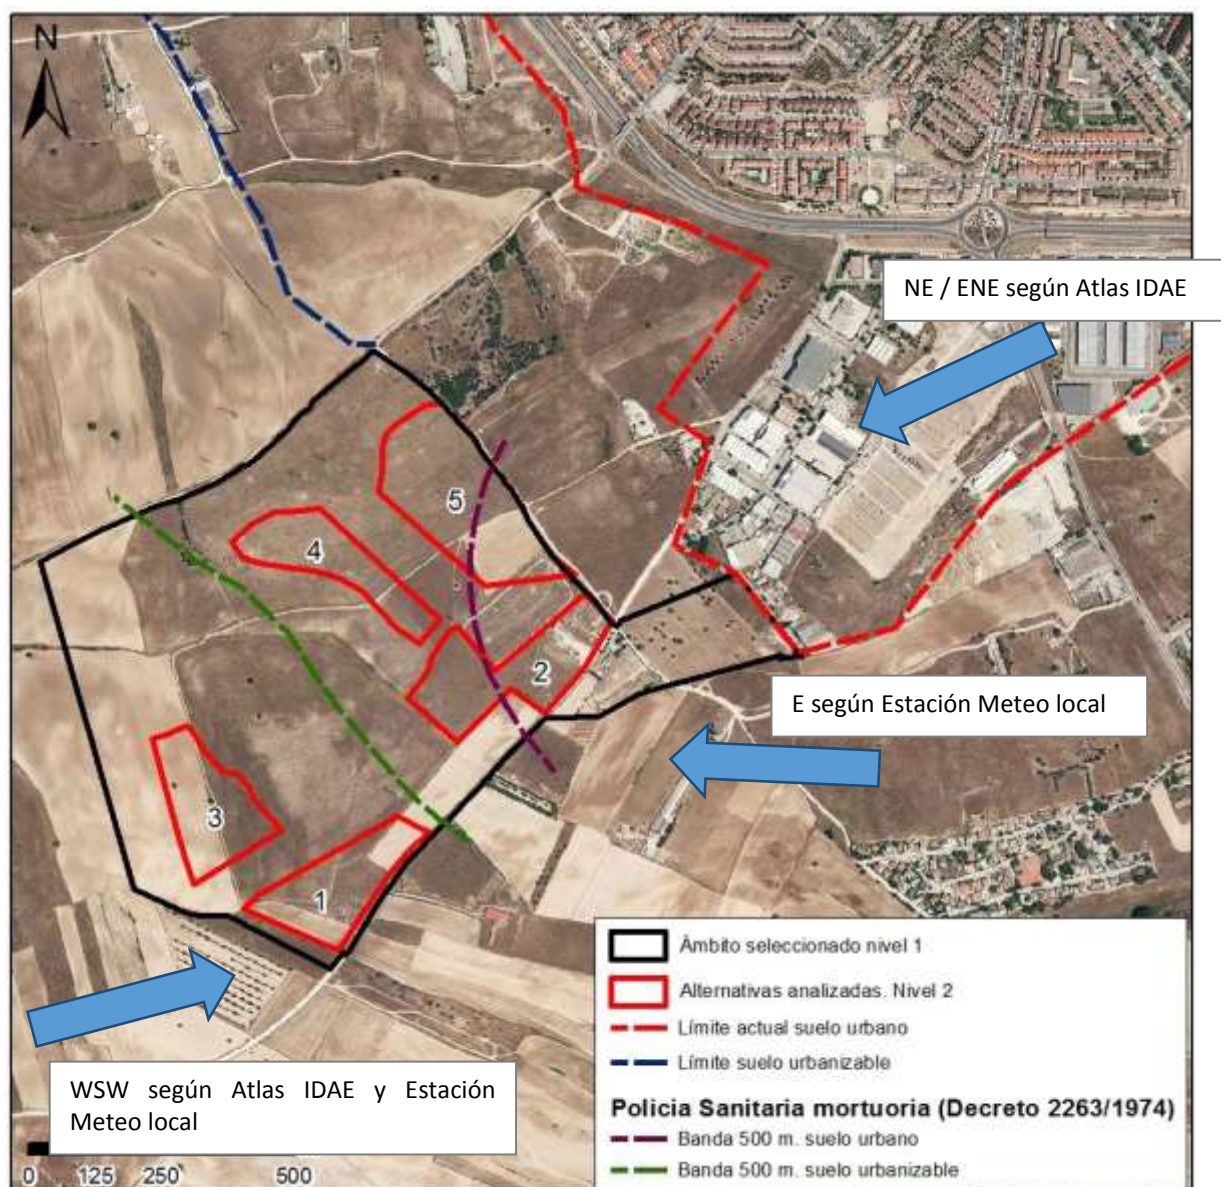 N
NE / ENE según Atlas IDAE
5
4
2
E según Estación Meteo local
3
1
Ámbito seleccionado nivel 1
Alternativas analizadas. Nivel 2
Límite actual suelo urbano
Límite suelo urbanizable
Policia Sanitaria mortuoria (Decreto 2263/1974)
Banda 500 m. suelo urbano
Banda 500 m. suelo urbanizable
WSW según Atlas IDAE y Estación
Meteo local
0 125 250 500